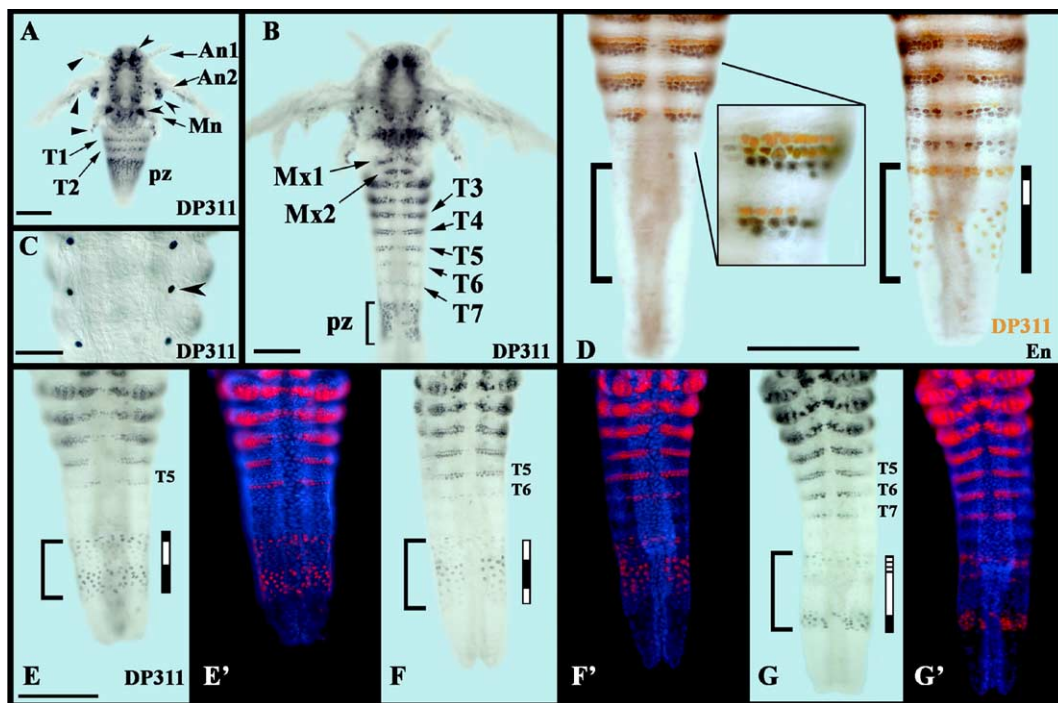 A
An1
An2
Mn
T1
T2
pz
DP311
B
Mx1
Mx2
T3
T4
T5
T6
T7
pz
DP311
C
DP311
D
DP311
En
E
T5
DP311
E'
F
T5
T6
F'
G
T5
T6
T7
G'